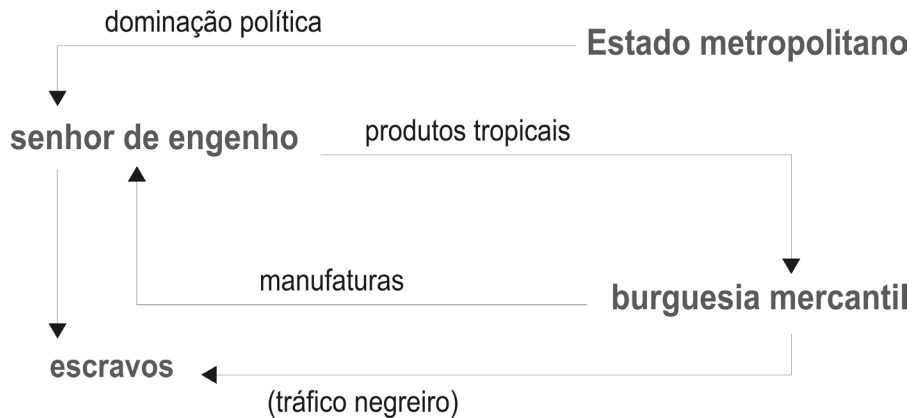 dominação política
Estado metropolitano
senhor de engenho
produtos tropicais
manufaturas
burguesia mercantil
escravos
(tráfico negreiro)